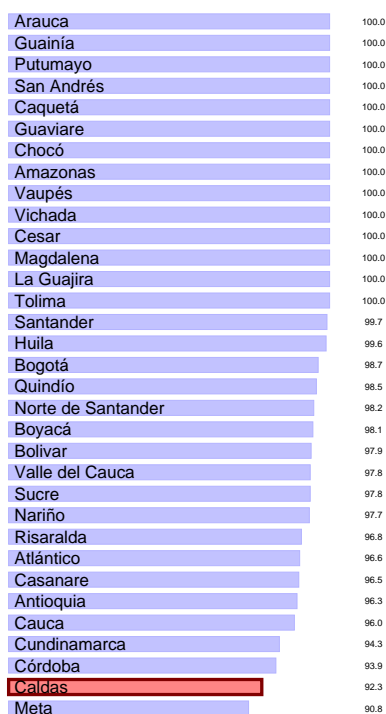 Arauca 100.0
Guainía 100.0
Putumayo 100.0
San Andrés 100.0
Caquetá 100.0
Guaviare 100.0
Chocó 100.0
Amazonas 100.0
Vaupés 100.0
Vichada 100.0
Cesar 100.0
Magdalena 100.0
La Guajira 100.0
Tolima 100.0
Santander 99.7
Huila 99.6
Bogotá 98.7
Quindío 98.5
Norte de Santander 98.2
Boyacá 98.1
Bolivar 97.9
Valle del Cauca 97.8
Sucre 97.8
Nariño 97.7
Risaralda 96.8
Atlántico 96.6
Casanare 96.5
Antioquia 96.3
Cauca 96.0
Cundinamarca 94.3
Córdoba 93.9
Caldas 92.3
Meta 90.8